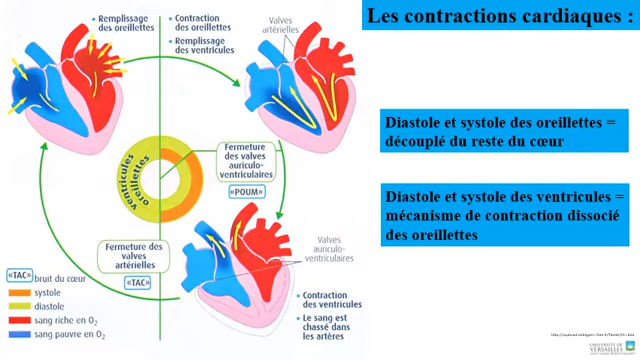 Les contractions cardiaques :
• Remplissage
des oreillettes
• Contraction
des oreillettes
• Remplissage
des ventricules
Valves
artérielles
Diastole et systole des oreillettes =
découplé du reste du cœur
Fermeture
des valves
auriculo-
ventriculaires
«POUM»
ventricules
oreillettes
Diastole et systole des ventricules =
mécanisme de contraction dissocié
des oreillettes
Fermeture des
valves
artérielles
«TAC»
Valves
auriculo-
ventriculaires
«TAC» bruit du cœur
systole
diastole
sang riche en O2
sang pauvre en O2
• Contraction
des ventricules
• Le sang est
chassé dans
les artères
UNIVERSITÉ DE
VERSAILLES